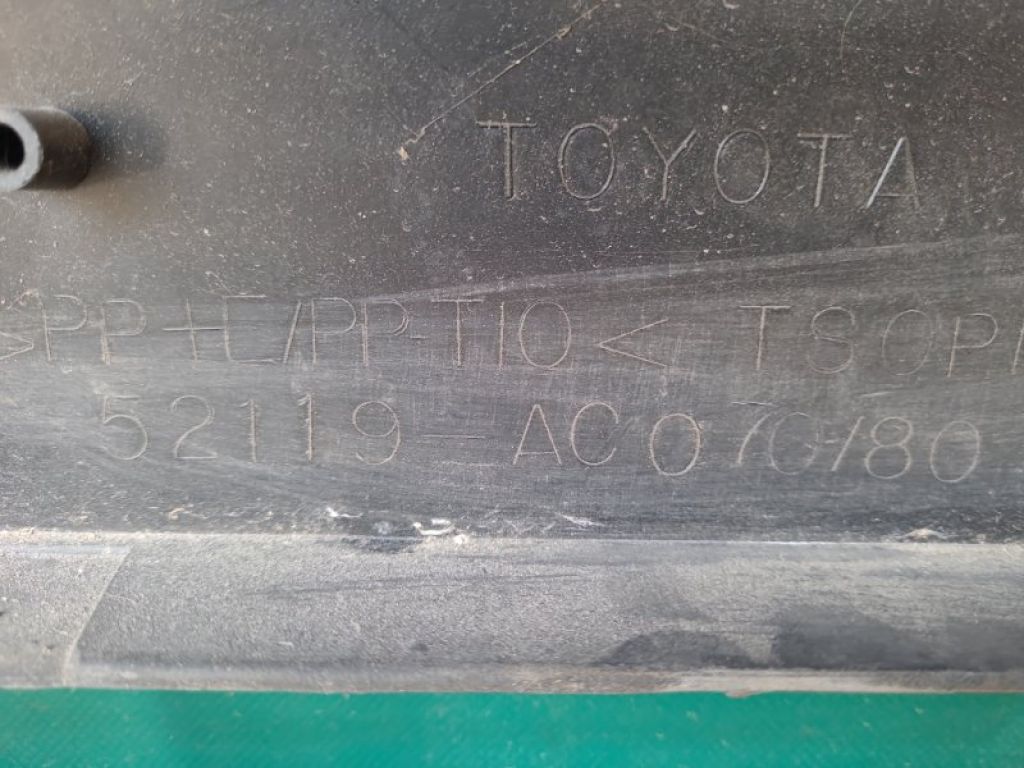 TOYOTA
>PP+E/PP-T10< TSOP
52119-AC070/80